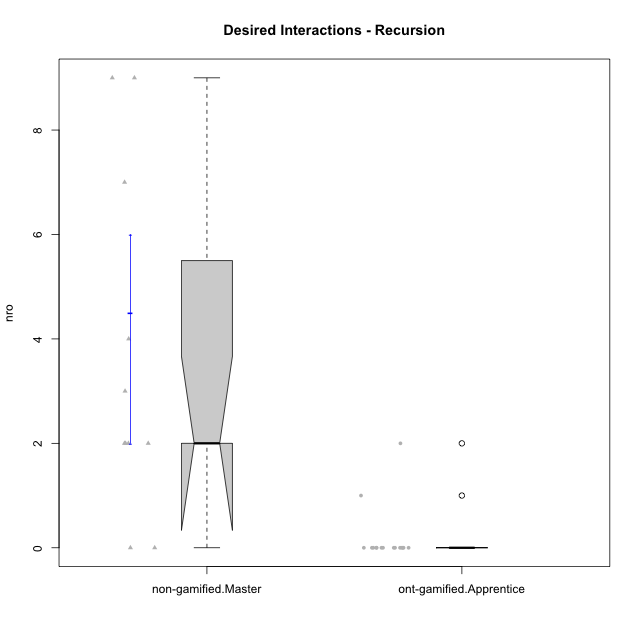 Desired Interactions - Recursion
nro
8
6
4
2
0
non-gamified.Master
ont-gamified.Apprentice